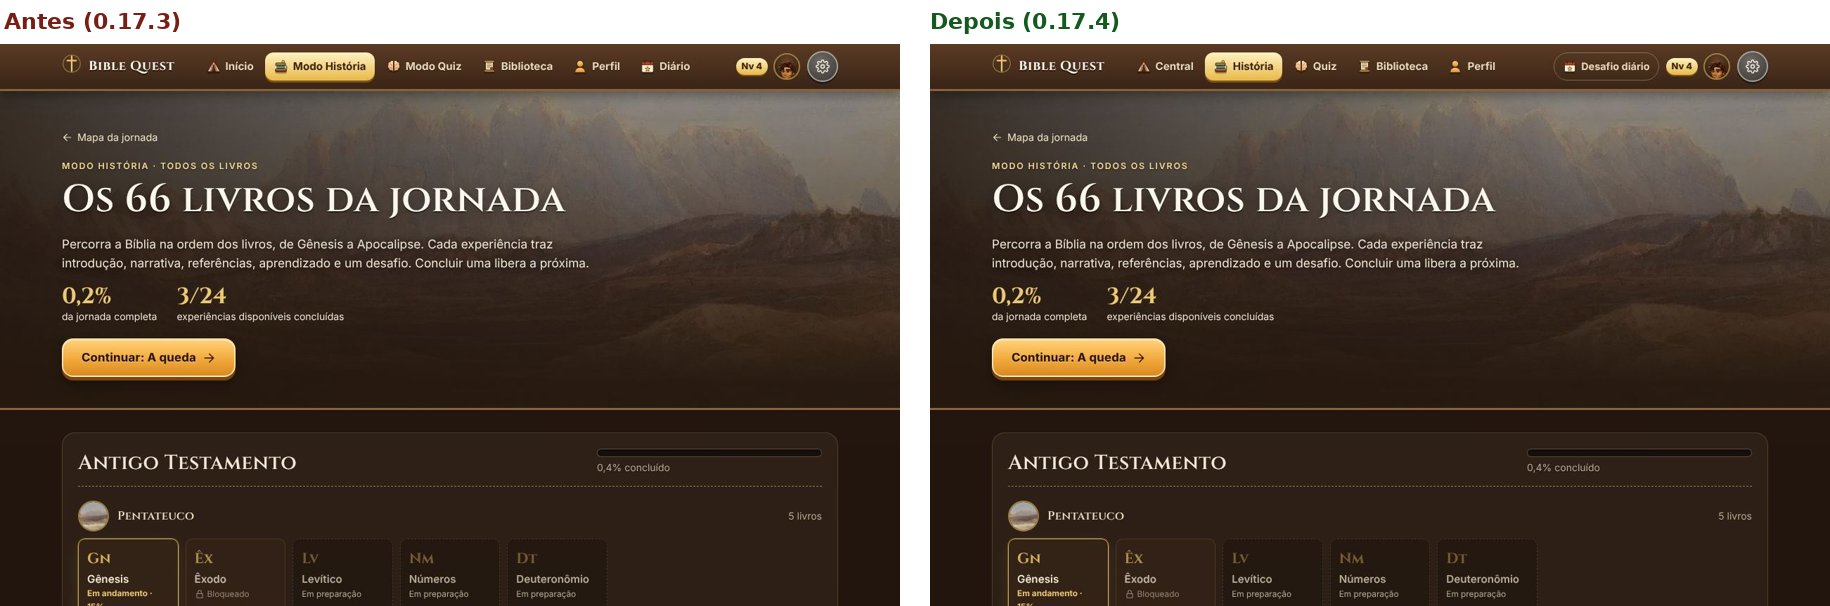 Antes (0.17.3)
BIBLE QUEST Início Modo História Modo Quiz Biblioteca Perfil Diário Nv 4
← Mapa da jornada
MODO HISTÓRIA · TODOS OS LIVROS
OS 66 LIVROS DA JORNADA
Percorra a Bíblia na ordem dos livros, de Gênesis a Apocalipse. Cada experiência traz
introdução, narrativa, referências, aprendizado e um desafio. Concluir uma libera a próxima.
0,2% 3/24
da jornada completa experiências disponíveis concluídas
Continuar: A queda →
ANTIGO TESTAMENTO
0,4% concluído
PENTATEUCO 5 livros
GN ÊX LV NM DT
Gênesis Êxodo Levítico Números Deuteronômio
Em andamento · Bloqueado Em preparação Em preparação Em preparação
15%
Depois (0.17.4)
BIBLE QUEST Central História Quiz Biblioteca Perfil Desafio diário Nv 4
← Mapa da jornada
MODO HISTÓRIA · TODOS OS LIVROS
OS 66 LIVROS DA JORNADA
Percorra a Bíblia na ordem dos livros, de Gênesis a Apocalipse. Cada experiência traz
introdução, narrativa, referências, aprendizado e um desafio. Concluir uma libera a próxima.
0,2% 3/24
da jornada completa experiências disponíveis concluídas
Continuar: A queda →
ANTIGO TESTAMENTO
0,4% concluído
PENTATEUCO 5 livros
GN ÊX LV NM DT
Gênesis Êxodo Levítico Números Deuteronômio
Em andamento · Bloqueado Em preparação Em preparação Em preparação
15%